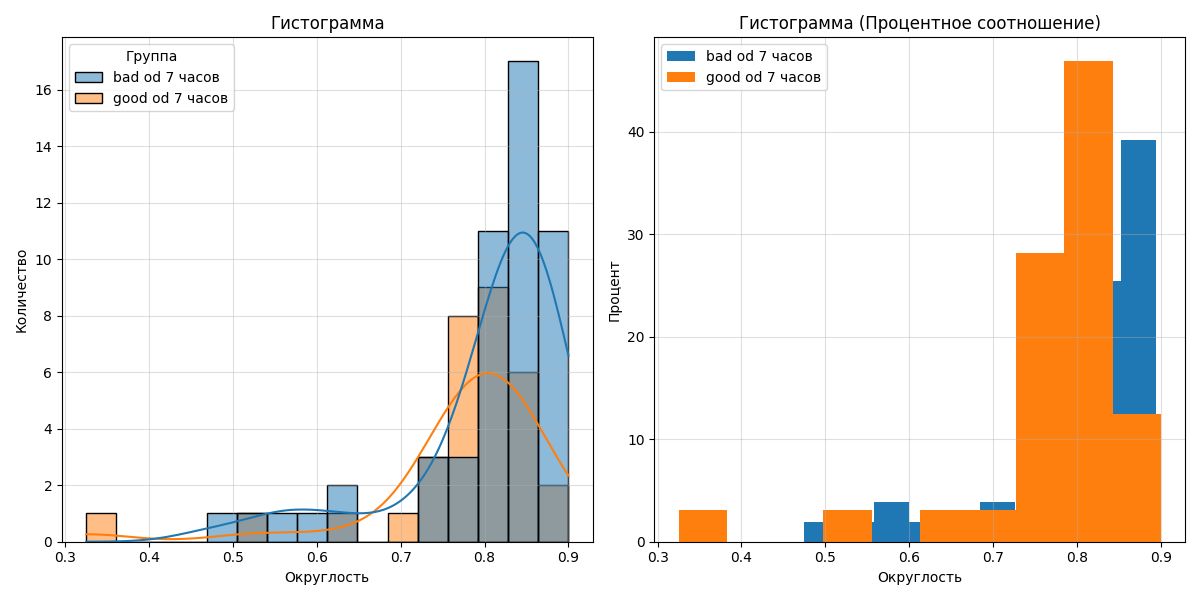 Гистограмма
Группа
bad od 7 часов
good od 7 часов
Количество
16
14
12
10
8
6
4
2
0
0.3 0.4 0.5 0.6 0.7 0.8 0.9
Округлость
Гистограмма (Процентное соотношение)
bad od 7 часов
good od 7 часов
Процент
40
30
20
10
0
0.3 0.4 0.5 0.6 0.7 0.8 0.9
Округлость